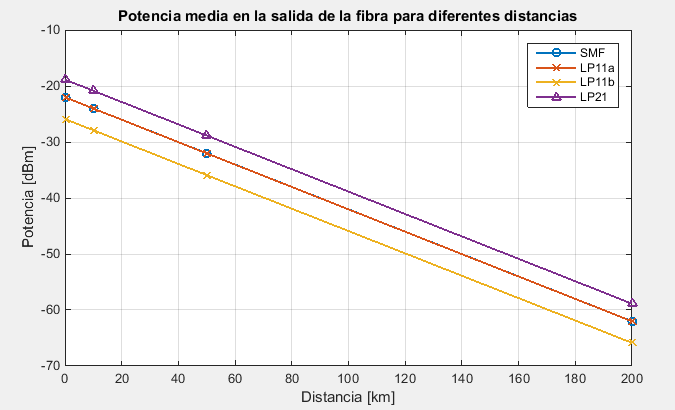 Potencia media en la salida de la fibra para diferentes distancias
-10
-20
-30
-40
-50
-60
-70
Potencia [dBm]
SMF
LP11a
LP11b
LP21
0 20 40 60 80 100 120 140 160 180 200
Distancia [km]